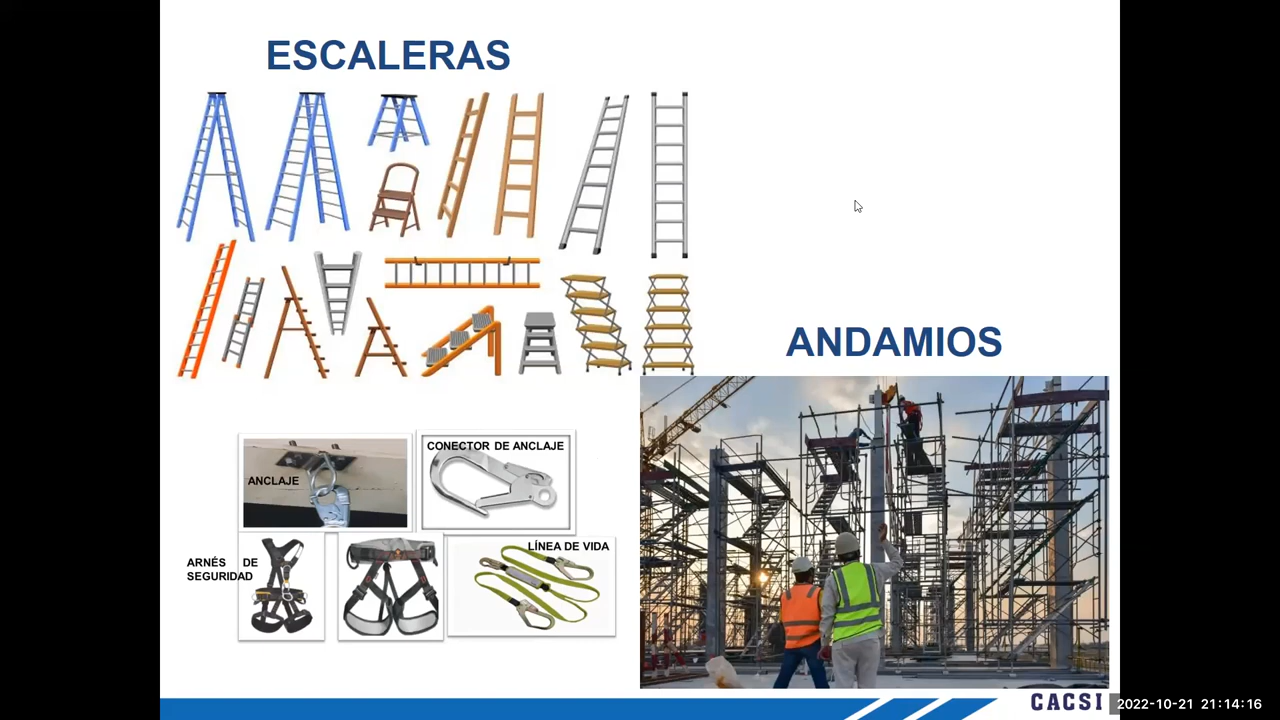 ESCALERAS
ANDAMIOS
CONECTOR DE ANCLAJE
ANCLAJE
LÍNEA DE VIDA
ARNÉS DE
SEGURIDAD
CACSI
2022-10-21 21:14:16